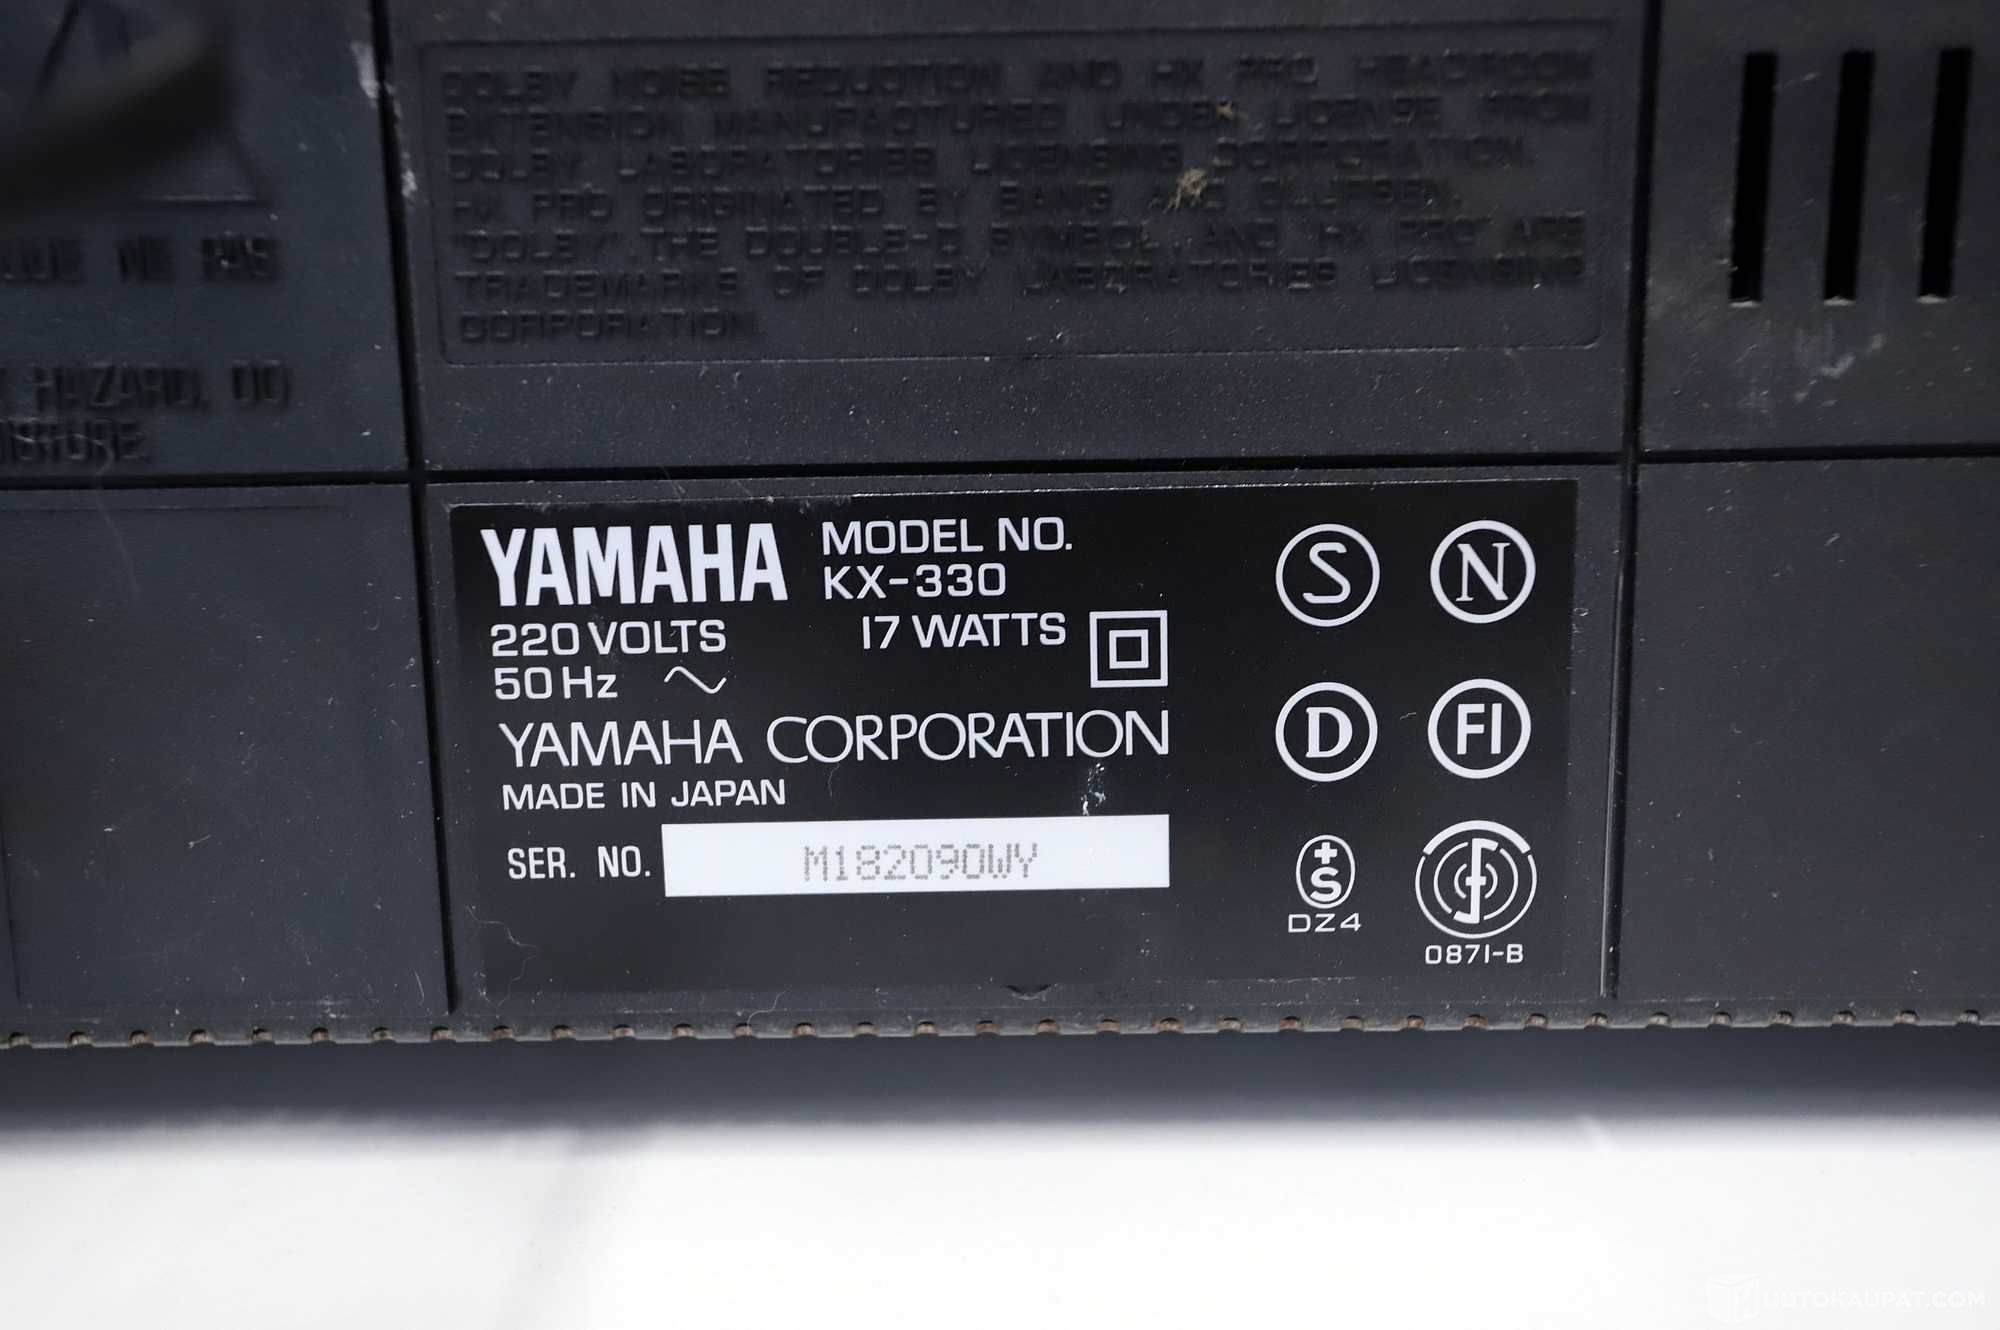 DOLBY NOISE REDUCTION AND HX PRO HEADROOM
EXTENSION MANUFACTURED UNDER LICENSE FROM
DOLBY LABORATORIES LICENSING CORPORATION.
HX PRO ORIGINATED BY BANG AND OLUFSEN.
"DOLBY", THE DOUBLE-D SYMBOL AND "HX PRO" ARE
TRADEMARKS OF DOLBY LABORATORIES LICENSING
CORPORATION.
NE PAS
HAZARD, DO
YAMAHA
MODEL NO.
KX-330
220 VOLTS
17 WATTS
50 Hz
YAMAHA CORPORATION
MADE IN JAPAN
SER. NO.
M182090WY
S
N
D
FI
+
S
DZ4
0871-B